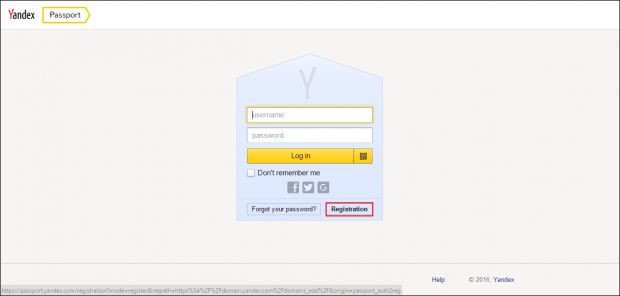 Yandex Passport
Y
username
password
Log in
Don't remember me
Forgot your password? Registration
Help © 2016, Yandex
https://passport.yandex.com/registration?mode=register&retpath=https%3A%2F%2Fdomain.yandex.com%2Fdomains_add%2F&origin=passport_auth2reg